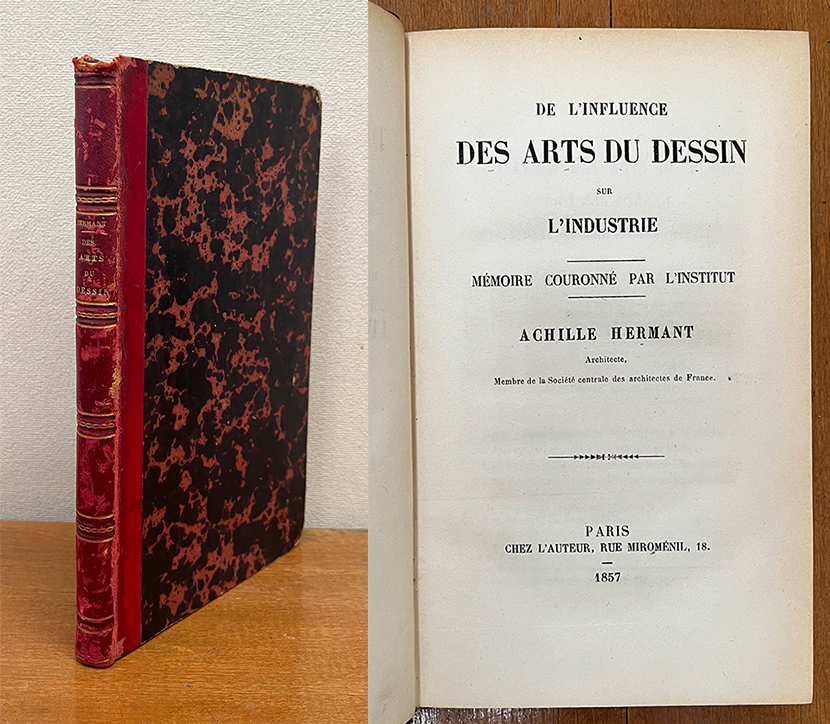 HERMANT
DES
ARTS
DU
DESSIN
DE L'INFLUENCE
DES ARTS DU DESSIN
SUR
L'INDUSTRIE
MÉMOIRE COURONNÉ PAR L'INSTITUT
ACHILLE HERMANT
Architecte,
Membre de la Société centrale des architectes de France.
PARIS
CHEZ L'AUTEUR, RUE MIROMÉNIL, 18.
1857